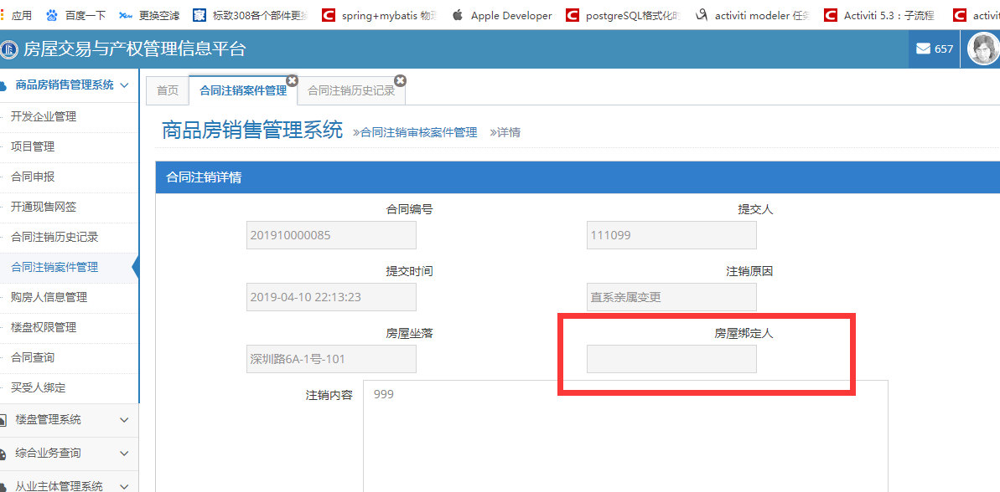 应用 百度一下 更换空滤 标致308各个部件更换 spring+mybatis 物理 Apple Developer postgreSQL格式化时 activiti modeler 任务 Activiti 5.3：子流程 activi
房屋交易与产权管理信息平台 657
商品房销售管理系统
开发企业管理
项目管理
合同申报
开通现售网签
合同注销历史记录
合同注销案件管理
购房人信息管理
楼盘权限管理
合同查询
买受人绑定
楼盘管理系统
综合业务查询
从业主体管理系统
首页 合同注销案件管理 合同注销历史记录
商品房销售管理系统 »合同注销审核案件管理 »详情
合同注销详情
合同编号 提交人
201910000085 111099
提交时间 注销原因
2019-04-10 22:13:23 直系亲属变更
房屋坐落 房屋绑定人
深圳路6A-1号-101
注销内容 999